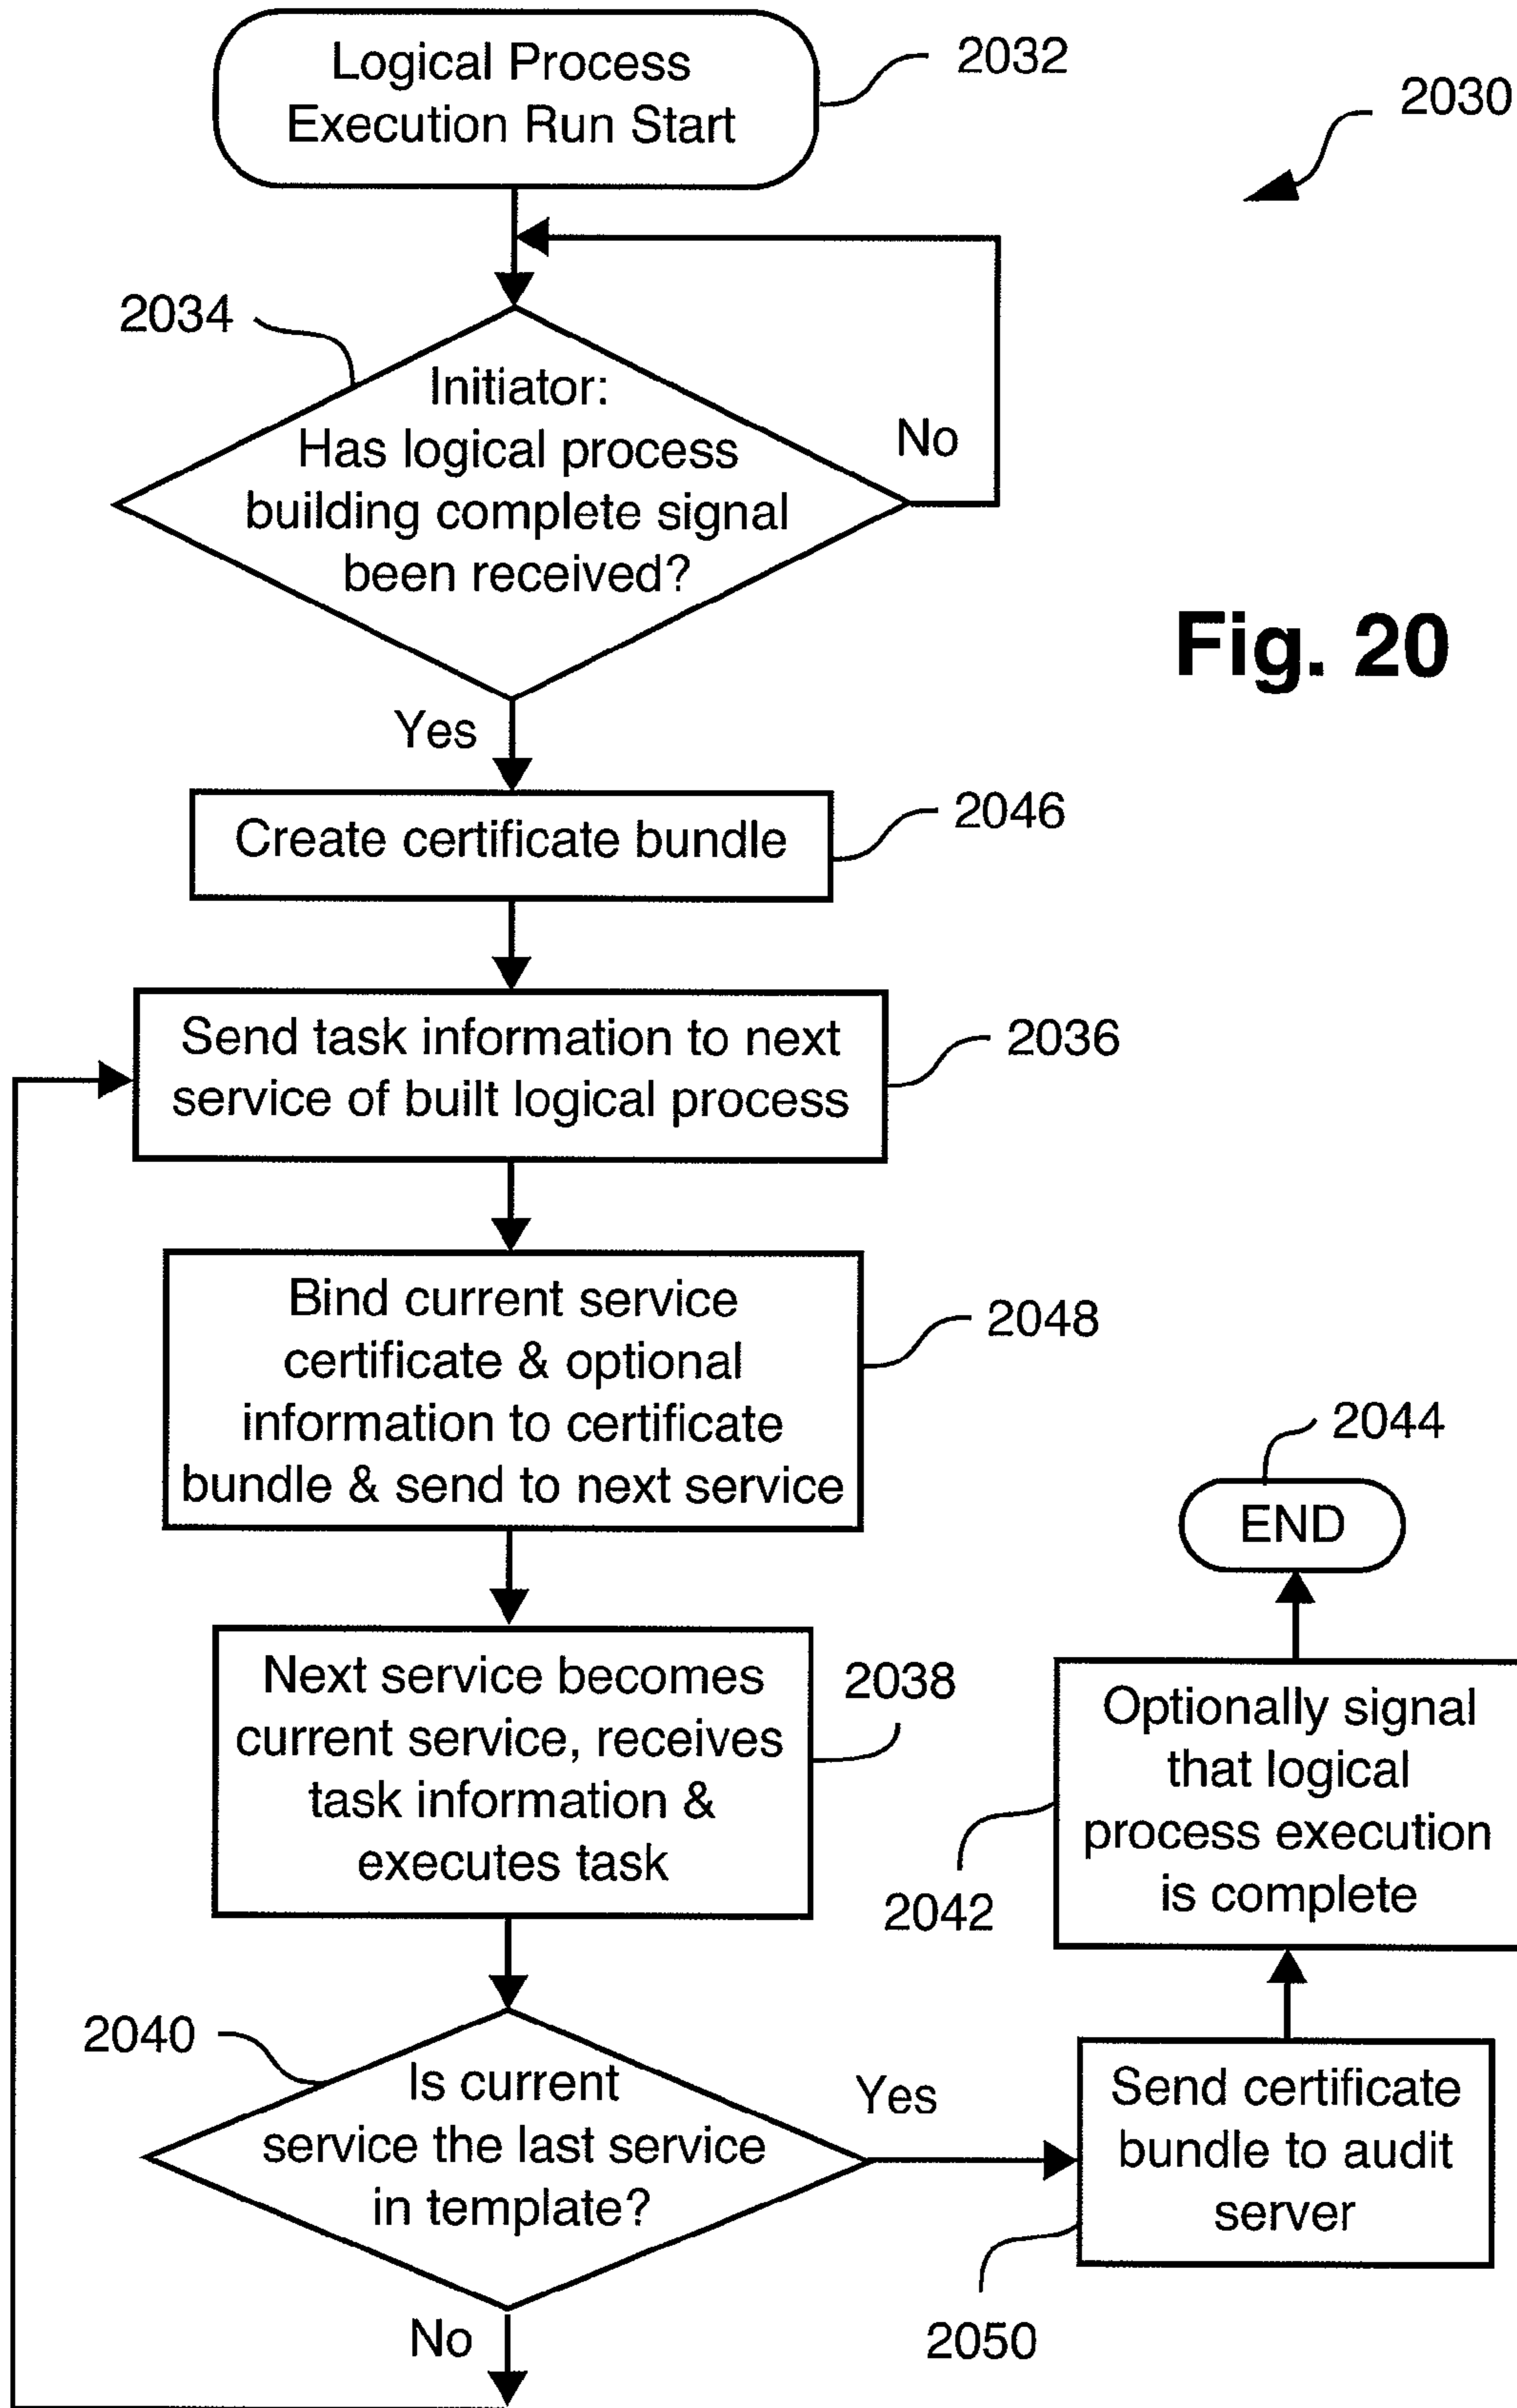 Logical Process
Execution Run Start
2032
2030
2034
Initiator:
Has logical process
building complete signal
been received?
No
Fig. 20
Yes
Create certificate bundle
2046
Send task information to next
service of built logical process
2036
Bind current service
certificate & optional
information to certificate
bundle & send to next service
2048
2044
END
Next service becomes
current service, receives
task information &
executes task
2038
Optionally signal
that logical
process execution
is complete
2042
2040
Is current
service the last service
in template?
Yes
Send certificate
bundle to audit
server
2050
No